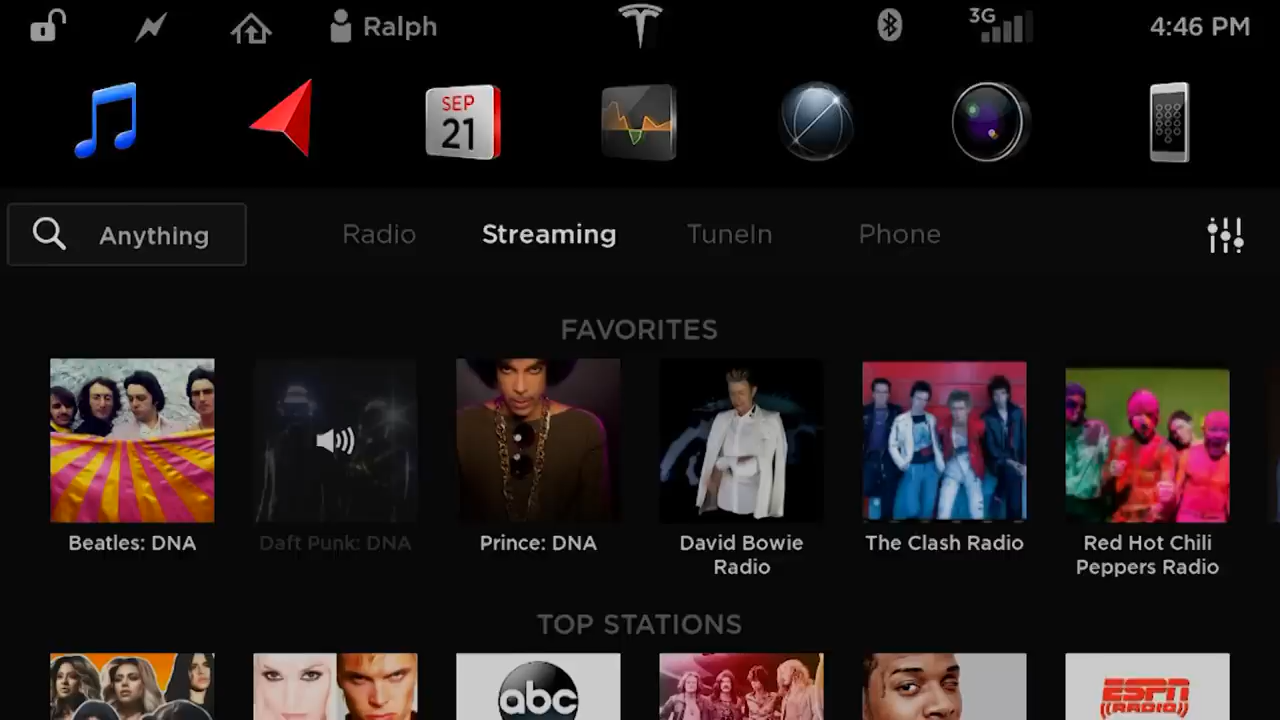 Ralph
3G
4:46 PM
SEP
21
Anything
Radio
Streaming
TuneIn
Phone
FAVORITES
Beatles: DNA
Daft Punk: DNA
Prince: DNA
David Bowie
Radio
The Clash Radio
Red Hot Chili
Peppers Radio
TOP STATIONS
abc
ESPN
RADIO